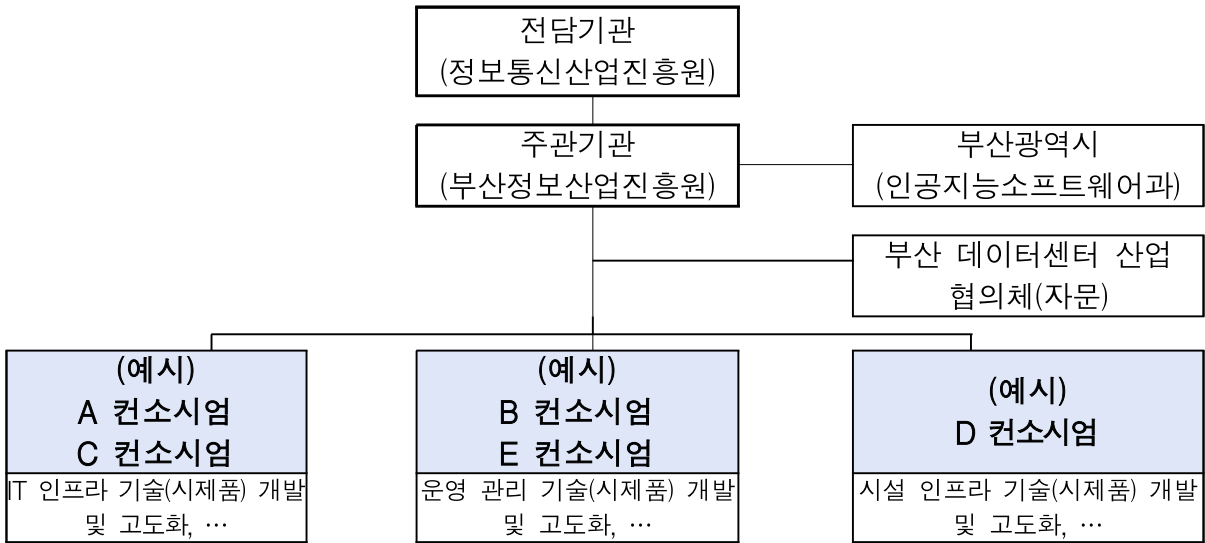 전담기관
(정보통신산업진흥원)
주관기관
(부산정보산업진흥원)
부산광역시
(인공지능소프트웨어과)
부산 데이터센터 산업
협의체(자문)
(예시)
A 컨소시엄
C 컨소시엄
IT 인프라 기술(시제품) 개발
및 고도화, …
(예시)
B 컨소시엄
E 컨소시엄
운영 관리 기술(시제품) 개발
및 고도화, …
(예시)
D 컨소시엄
시설 인프라 기술(시제품) 개발
및 고도화, …